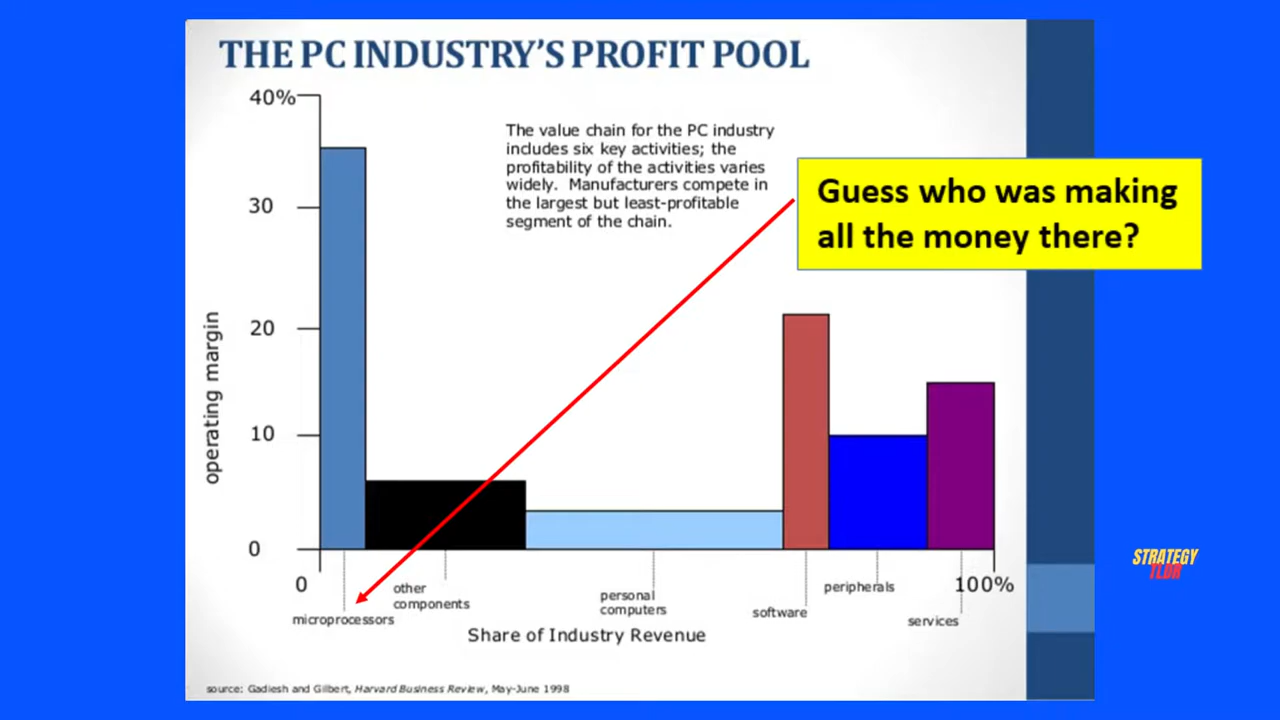 THE PC INDUSTRY'S PROFIT POOL
40%
30
20
10
0
operating margin
The value chain for the PC industry
includes six key activities; the
profitability of the activities varies
widely.  Manufacturers compete in
the largest but least-profitable
segment of the chain.
Guess who was making
all the money there?
0
100%
microprocessors
other
components
personal
computers
software
peripherals
services
Share of Industry Revenue
source: Gadiesh and Gilbert, Harvard Business Review, May-June 1998
STRATEGY
TLDR